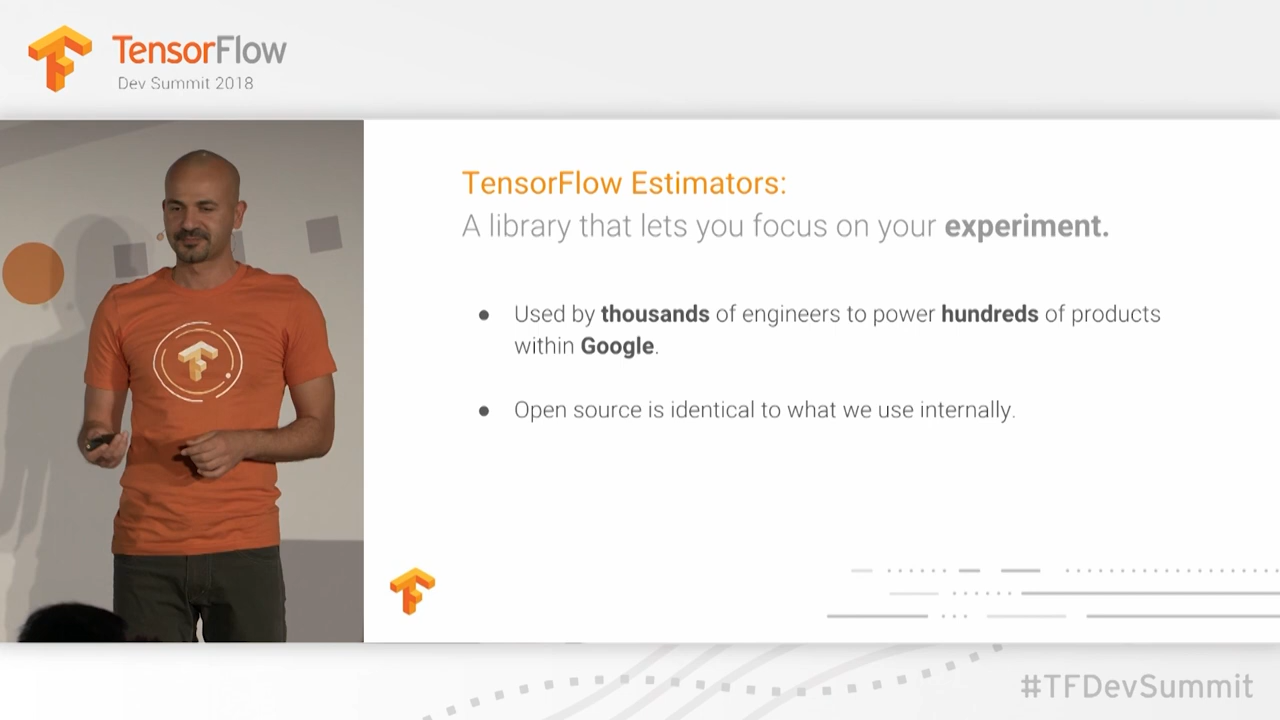 TensorFlow
Dev Summit 2018
TensorFlow Estimators:
A library that lets you focus on your experiment.
● Used by thousands of engineers to power hundreds of products
within Google.
● Open source is identical to what we use internally.
#TFDevSummit